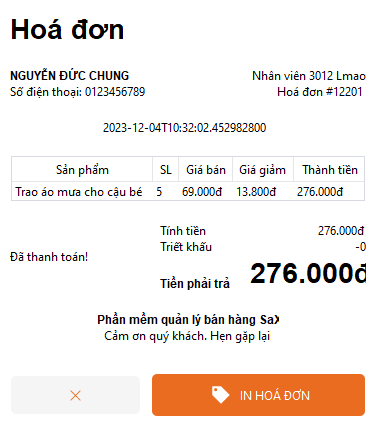 Hoá đơn
NGUYỄN ĐỨC CHUNG
Nhân viên 3012 Lmao
Số điện thoại: 0123456789
Hoá đơn #12201
2023-12-04T10:32:02.452982800
Sản phẩm SL Giá bán Giá giảm Thành tiền
Trao áo mưa cho cậu bé 5 69.000đ 13.800đ 276.000đ
Tính tiền 276.000đ
Triết khấu -0
Đã thanh toán!
Tiền phải trả 276.000đ
Phần mềm quản lý bán hàng SaX
Cảm ơn quý khách. Hẹn gặp lại
IN HOÁ ĐƠN